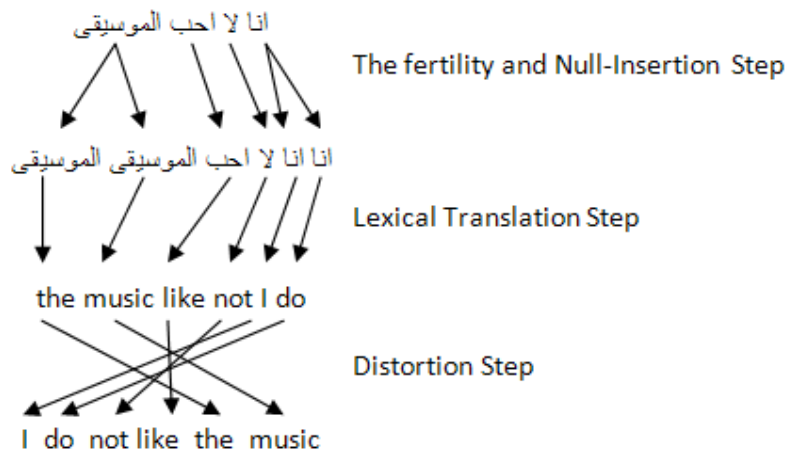 انا لا احب الموسيقى
The fertility and Null-Insertion Step
انا انا لا احب الموسيقى الموسيقى
Lexical Translation Step
the music like not I do
Distortion Step
I do not like the music